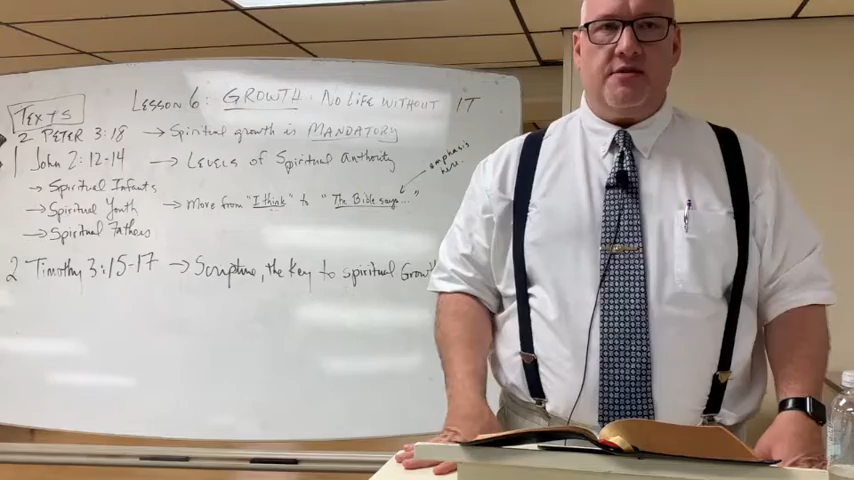 TEXTS
LESSON 6: GROWTH: NO LIFE WITHOUT IT
2 PETER 3:18 → Spiritual growth is MANDATORY
1 John 2:12-14 → LEVELS OF Spiritual Authority
→ Spiritual Infants
emphasis here.
→ Spiritual Youth → More from "I think" to "The Bible says..."
→ Spiritual Fathers
2 Timothy 3:15-17 → Scripture, the Key to spiritual Growth